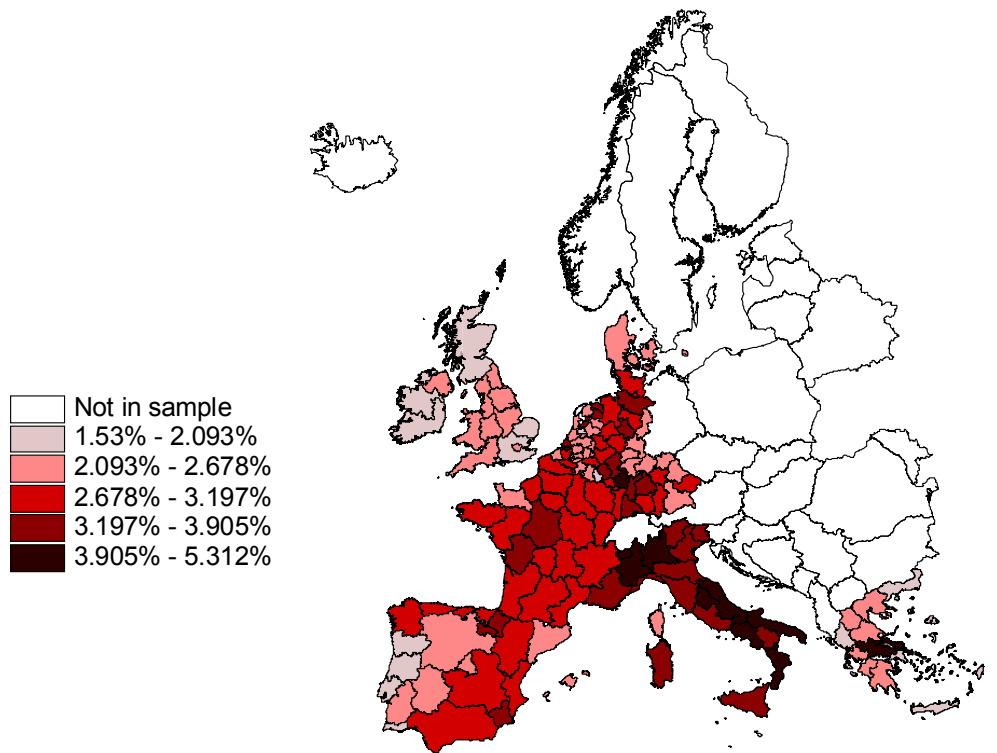 Not in sample
1.53% - 2.093%
2.093% - 2.678%
2.678% - 3.197%
3.197% - 3.905%
3.905% - 5.312%